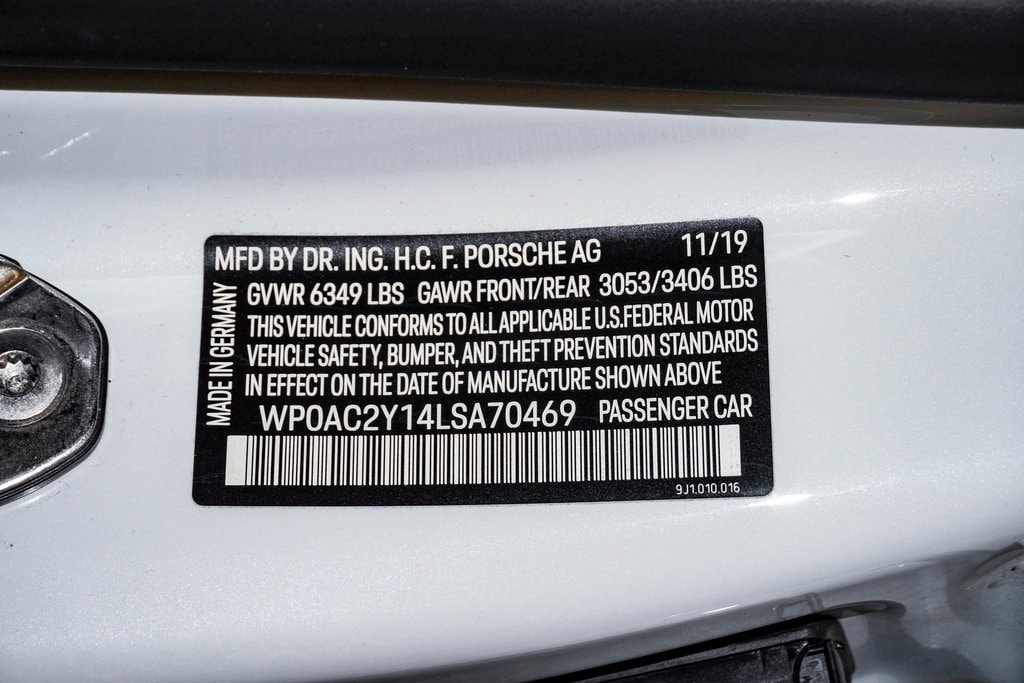 MFD BY DR. ING. H.C. F. PORSCHE AG 11/19
GVWR 6349 LBS GAWR FRONT/REAR 3053/3406 LBS
THIS VEHICLE CONFORMS TO ALL APPLICABLE U.S.FEDERAL MOTOR
VEHICLE SAFETY, BUMPER, AND THEFT PREVENTION STANDARDS
IN EFFECT ON THE DATE OF MANUFACTURE SHOWN ABOVE
WP0AC2Y14LSA70469 PASSENGER CAR
9J1.010.016
MADE IN GERMANY